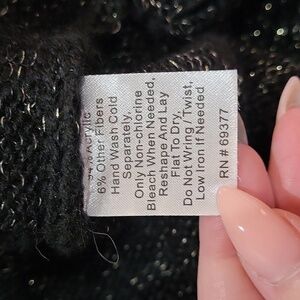 Acrylic
6% Other Fibers
Hand Wash Cold
Separately,
Only Non-chlorine
Bleach When Needed,
Reshape And Lay
Flat To Dry,
Do Not Wring / Twist,
Low Iron If Needed
RN # 69377